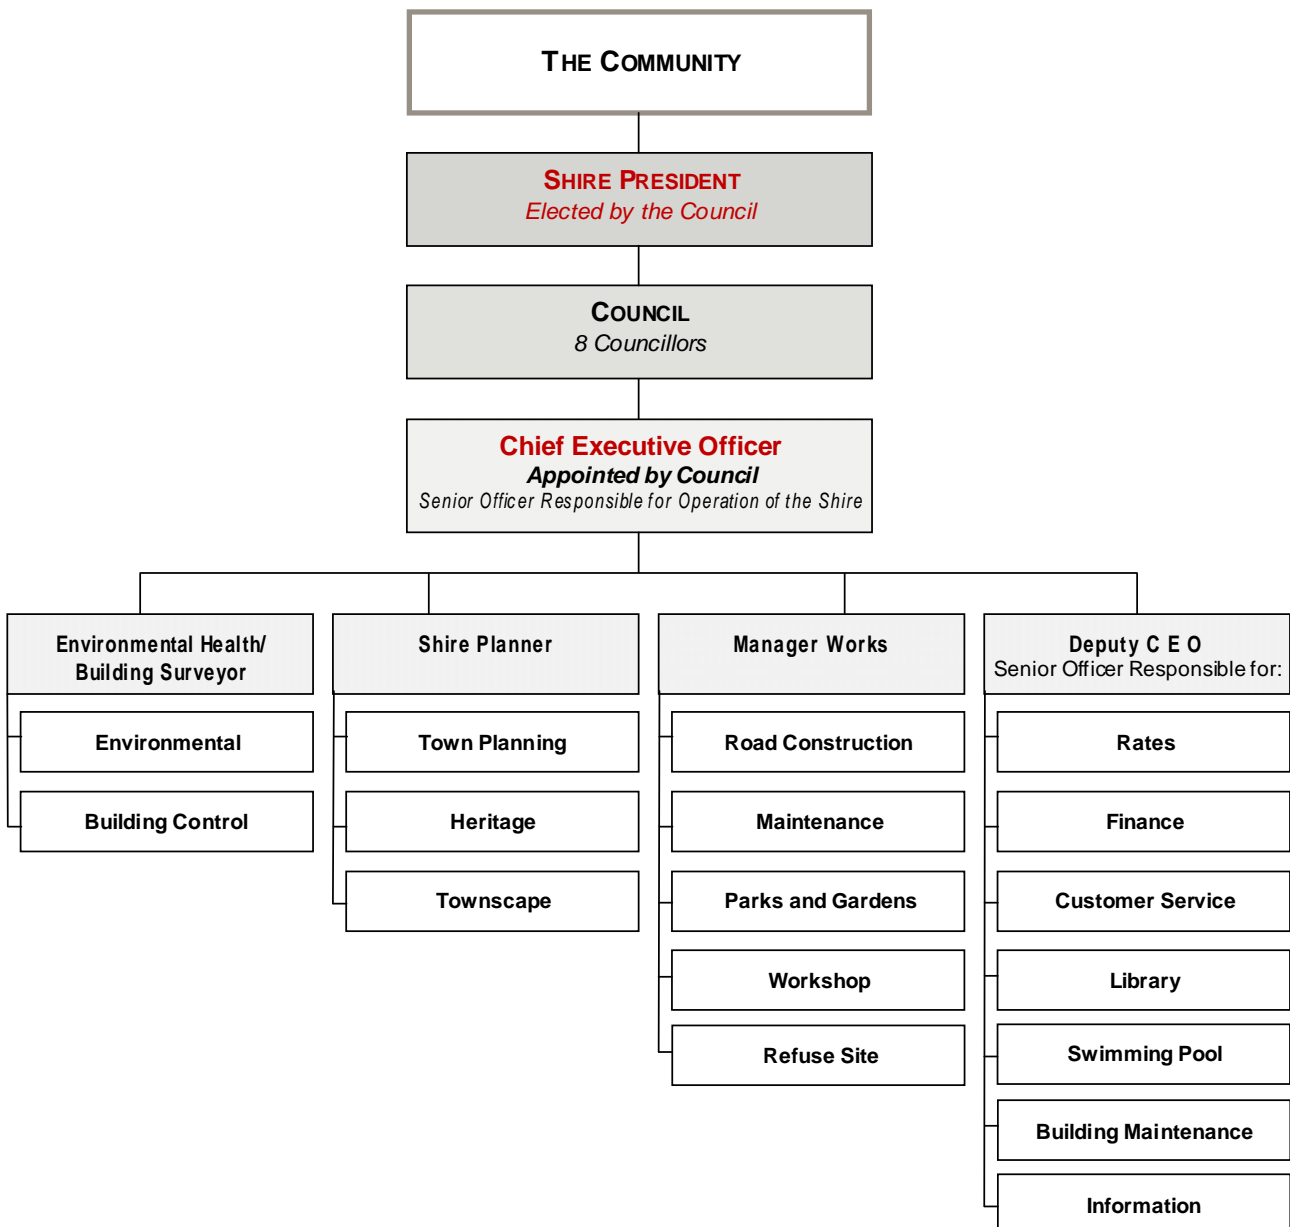 THE COMMUNITY
SHIRE PRESIDENT
Elected by the Council
COUNCIL
8 Councillors
Chief Executive Officer
Appointed by Council
Senior Officer Responsible for Operation of the Shire
Environmental Health/
Building Surveyor
Environmental
Building Control
Shire Planner
Town Planning
Heritage
Townscape
Manager Works
Road Construction
Maintenance
Parks and Gardens
Workshop
Refuse Site
Deputy C E O
Senior Officer Responsible for:
Rates
Finance
Customer Service
Library
Swimming Pool
Building Maintenance
Information